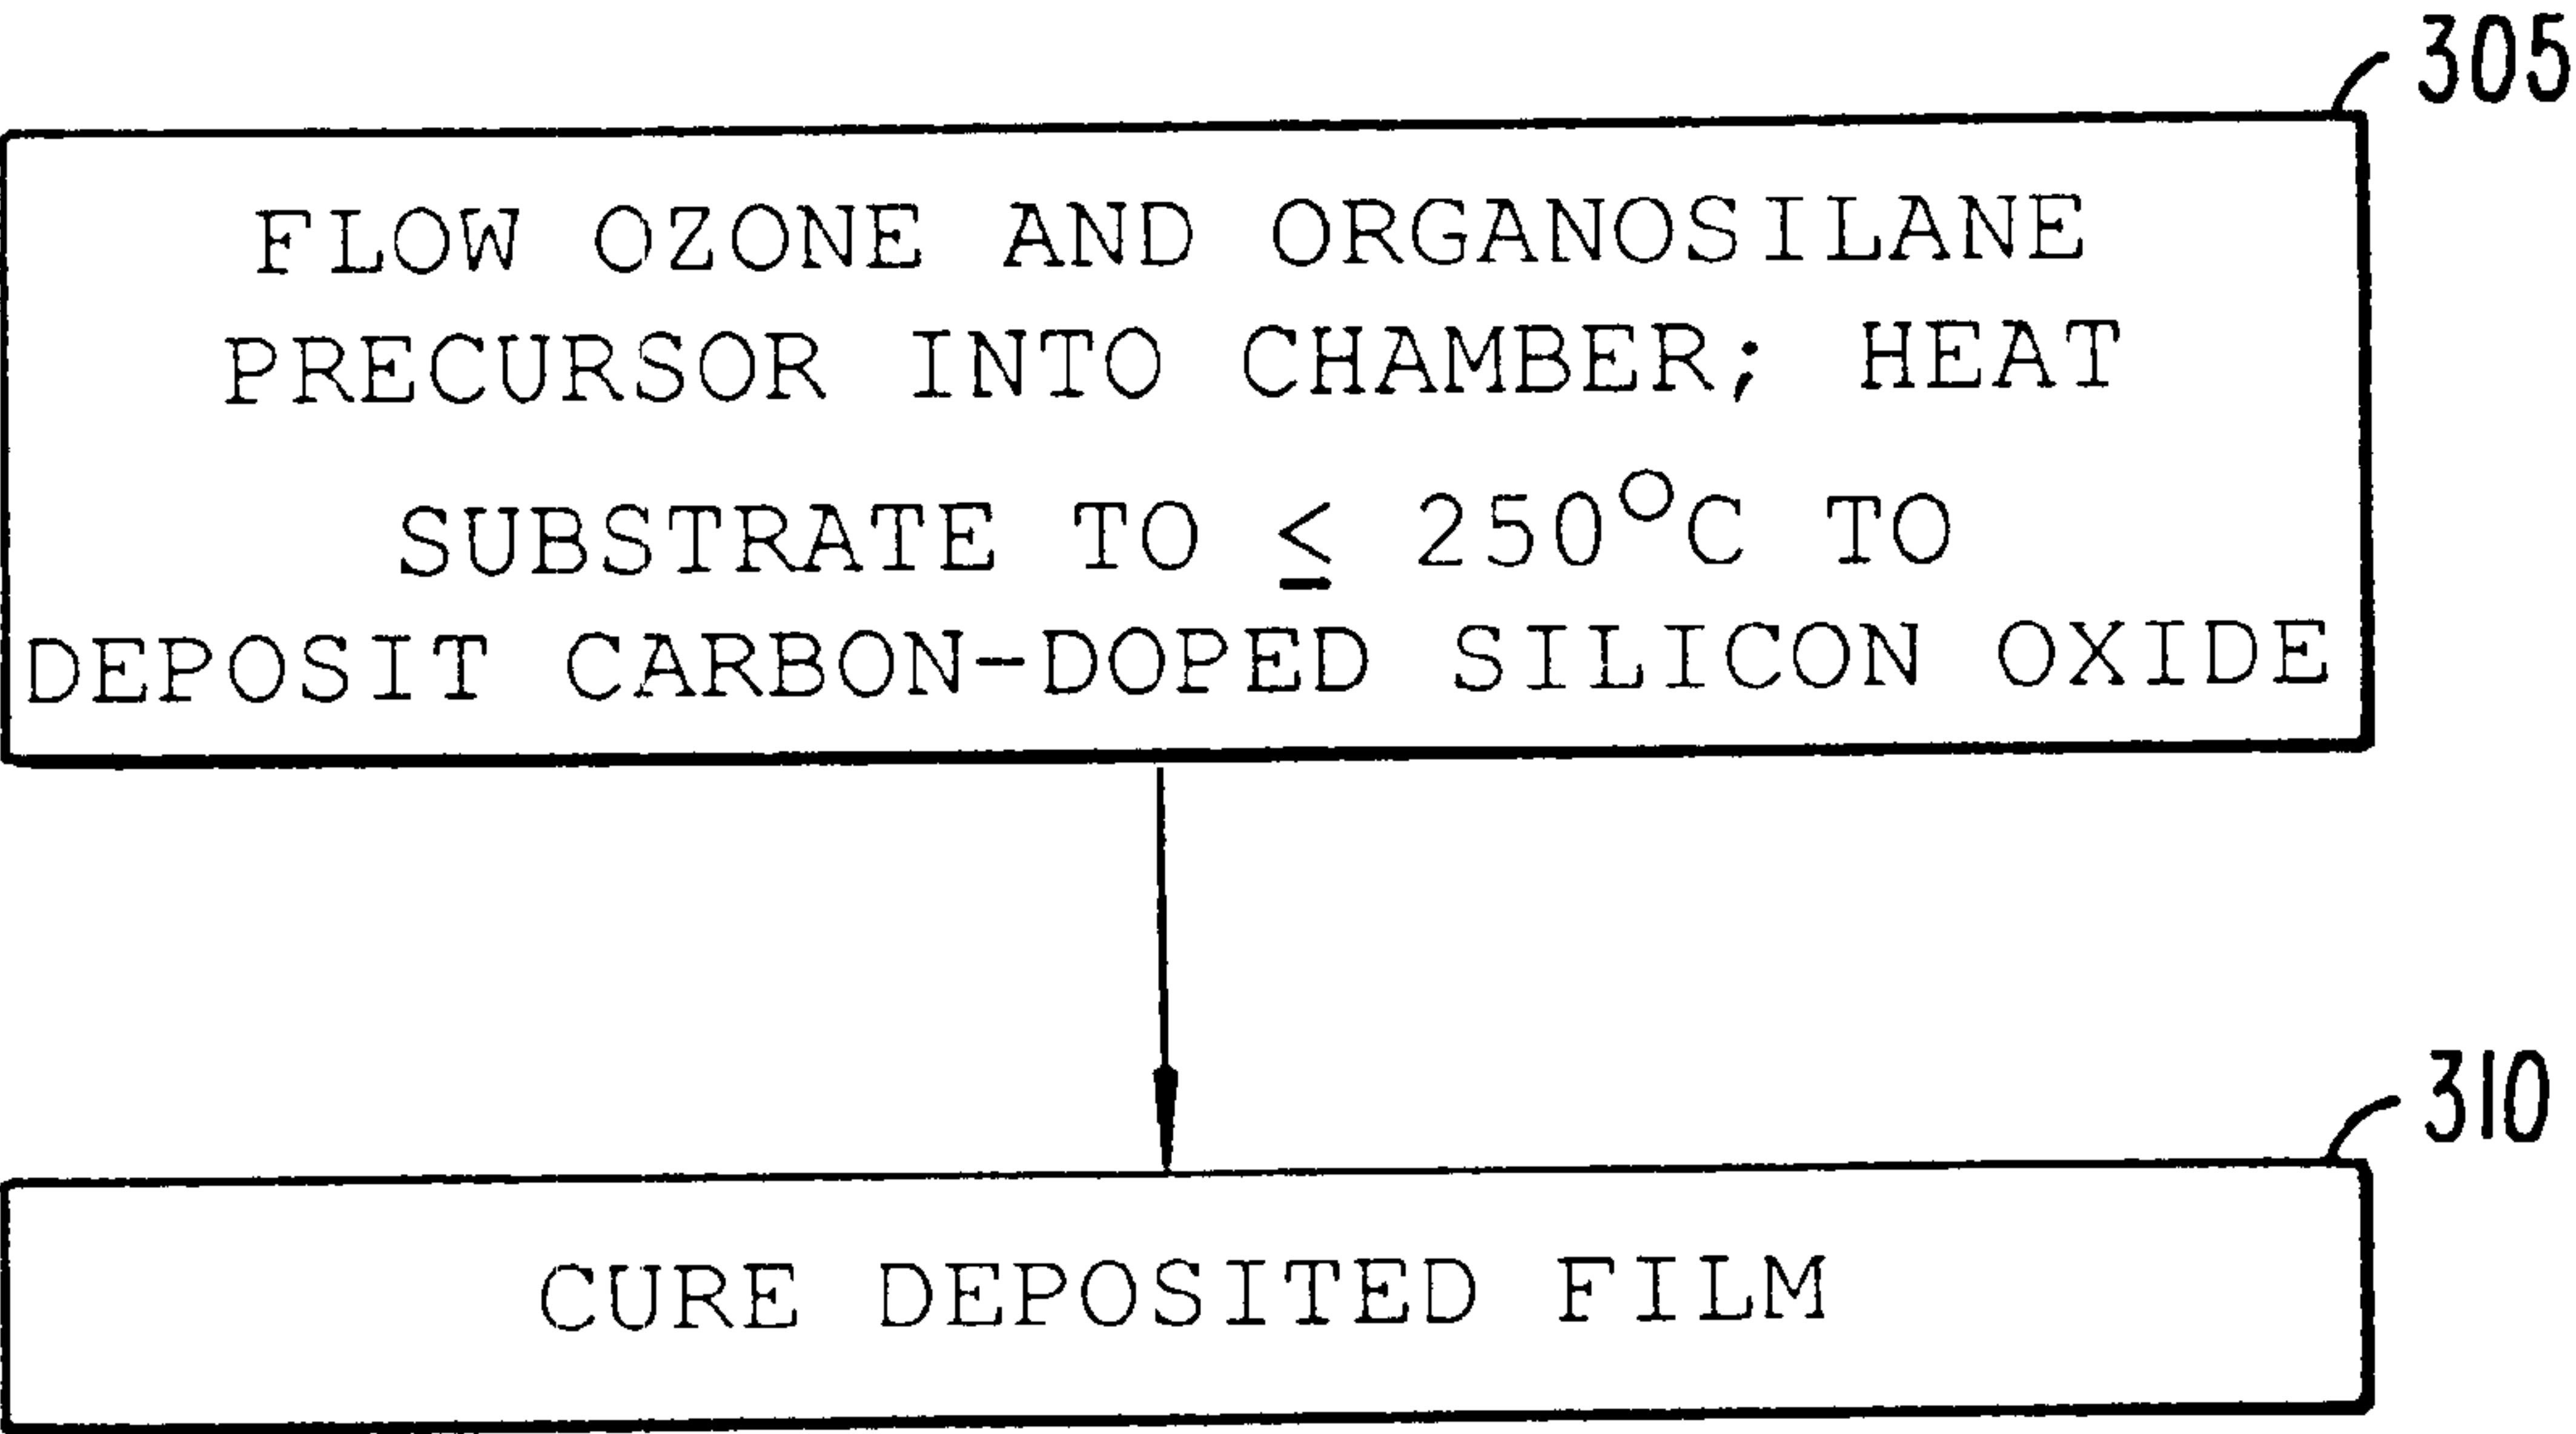 305
FLOW OZONE AND ORGANOSILANE
PRECURSOR INTO CHAMBER; HEAT
SUBSTRATE TO ≤ 250°C TO
DEPOSIT CARBON-DOPED SILICON OXIDE
310
CURE DEPOSITED FILM